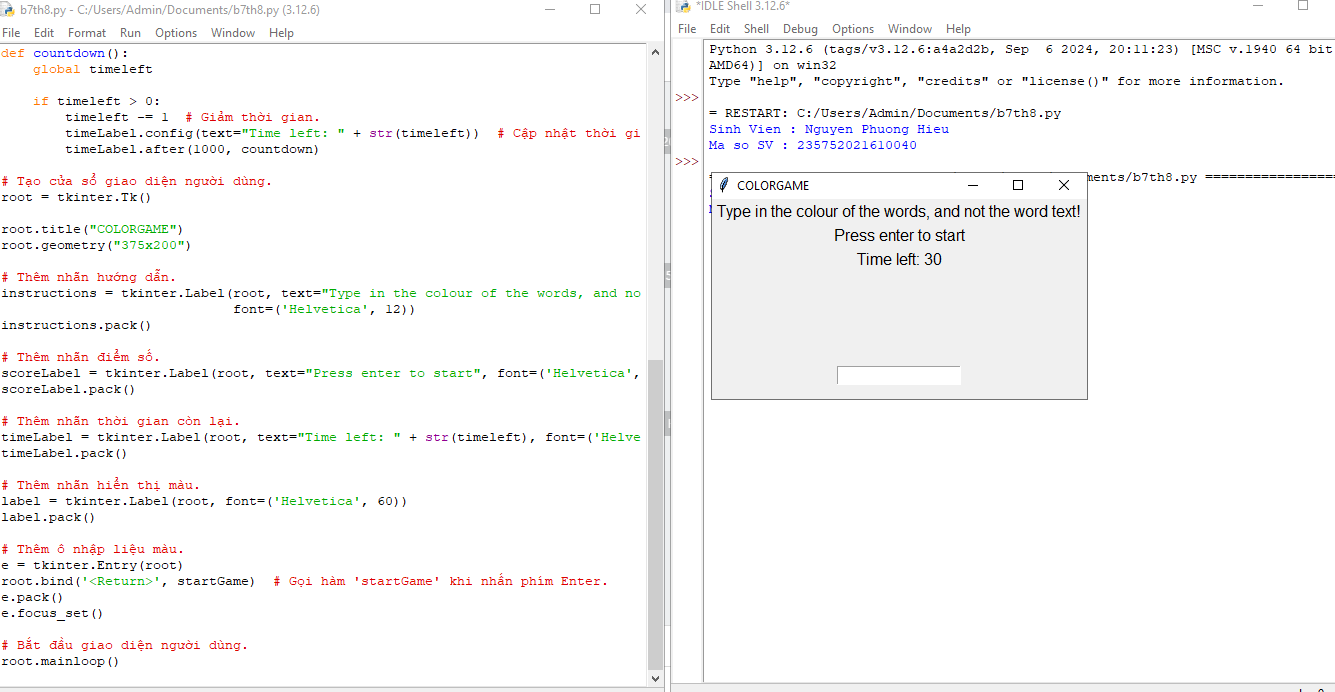 b7th8.py - C:/Users/Admin/Documents/b7th8.py (3.12.6)
File Edit Format Run Options Window Help
def countdown():
    global timeleft

    if timeleft > 0:
        timeleft -= 1  # Giảm thời gian.
        timeLabel.config(text="Time left: " + str(timeleft))  # Cập nhật thời gi
        timeLabel.after(1000, countdown)

# Tạo cửa sổ giao diện người dùng.
root = tkinter.Tk()

root.title("COLORGAME")
root.geometry("375x200")

# Thêm nhãn hướng dẫn.
instructions = tkinter.Label(root, text="Type in the colour of the words, and no
                             font=('Helvetica', 12))
instructions.pack()

# Thêm nhãn điểm số.
scoreLabel = tkinter.Label(root, text="Press enter to start", font=('Helvetica',
scoreLabel.pack()

# Thêm nhãn thời gian còn lại.
timeLabel = tkinter.Label(root, text="Time left: " + str(timeleft), font=('Helve
timeLabel.pack()

# Thêm nhãn hiển thị màu.
label = tkinter.Label(root, font=('Helvetica', 60))
label.pack()

# Thêm ô nhập liệu màu.
e = tkinter.Entry(root)
root.bind('<Return>', startGame)  # Gọi hàm 'startGame' khi nhấn phím Enter.
e.pack()
e.focus_set()

# Bắt đầu giao diện người dùng.
root.mainloop()
*IDLE Shell 3.12.6*
File Edit Shell Debug Options Window Help
Python 3.12.6 (tags/v3.12.6:a4a2d2b, Sep  6 2024, 20:11:23) [MSC v.1940 64 bit
AMD64)] on win32
Type "help", "copyright", "credits" or "license()" for more information.
>>>
= RESTART: C:/Users/Admin/Documents/b7th8.py
Sinh Vien : Nguyen Phuong Hieu
Ma so SV : 235752021610040
>>>
ments/b7th8.py =================
COLORGAME
Type in the colour of the words, and not the word text!
Press enter to start
Time left: 30